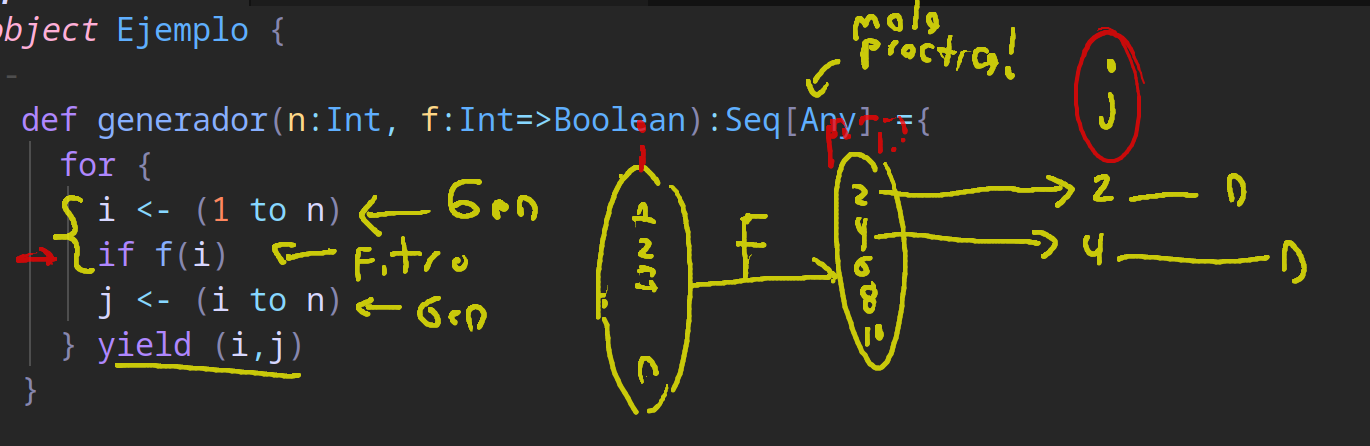 object Ejemplo {
mala
practica!
i
j
def generador(n:Int, f:Int=>Boolean):Seq[Any] ={
for {
i <- (1 to n)
Gen
if f(i)
Filtro
j <- (i to n)
Gen
} yield (i,j)
}
1
2
3
n
F
2
4
6
8
10
2 n
4 n